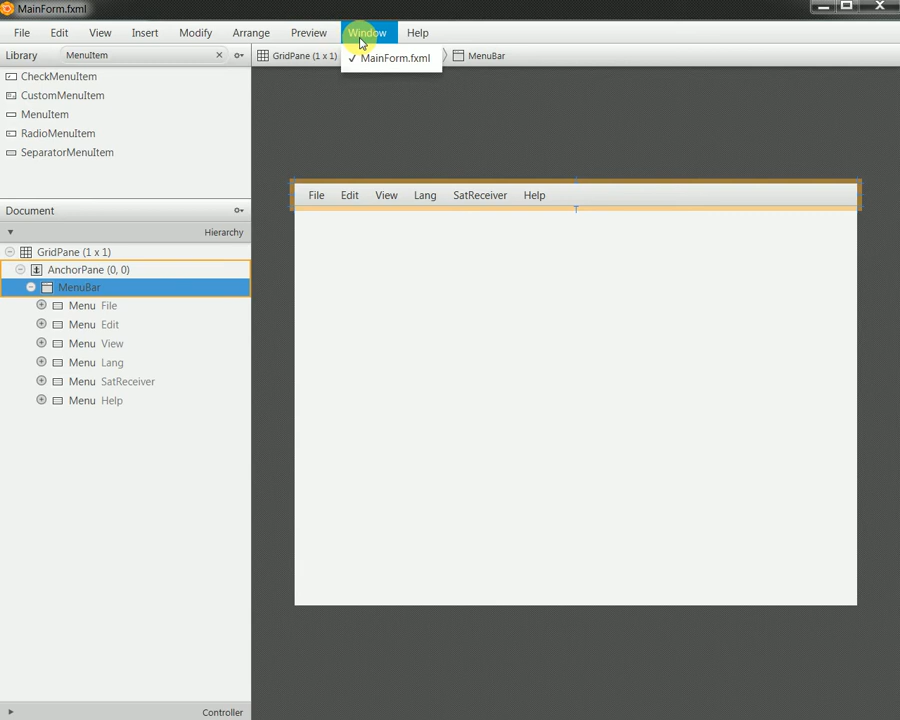 MainForm.fxml
File Edit View Insert Modify Arrange Preview Window Help
Library MenuItem
GridPane (1 x 1) MenuBar
✓ MainForm.fxml
CheckMenuItem
CustomMenuItem
MenuItem
RadioMenuItem
SeparatorMenuItem
File Edit View Lang SatReceiver Help
Document
Hierarchy
GridPane (1 x 1)
AnchorPane (0, 0)
MenuBar
Menu File
Menu Edit
Menu View
Menu Lang
Menu SatReceiver
Menu Help
Controller